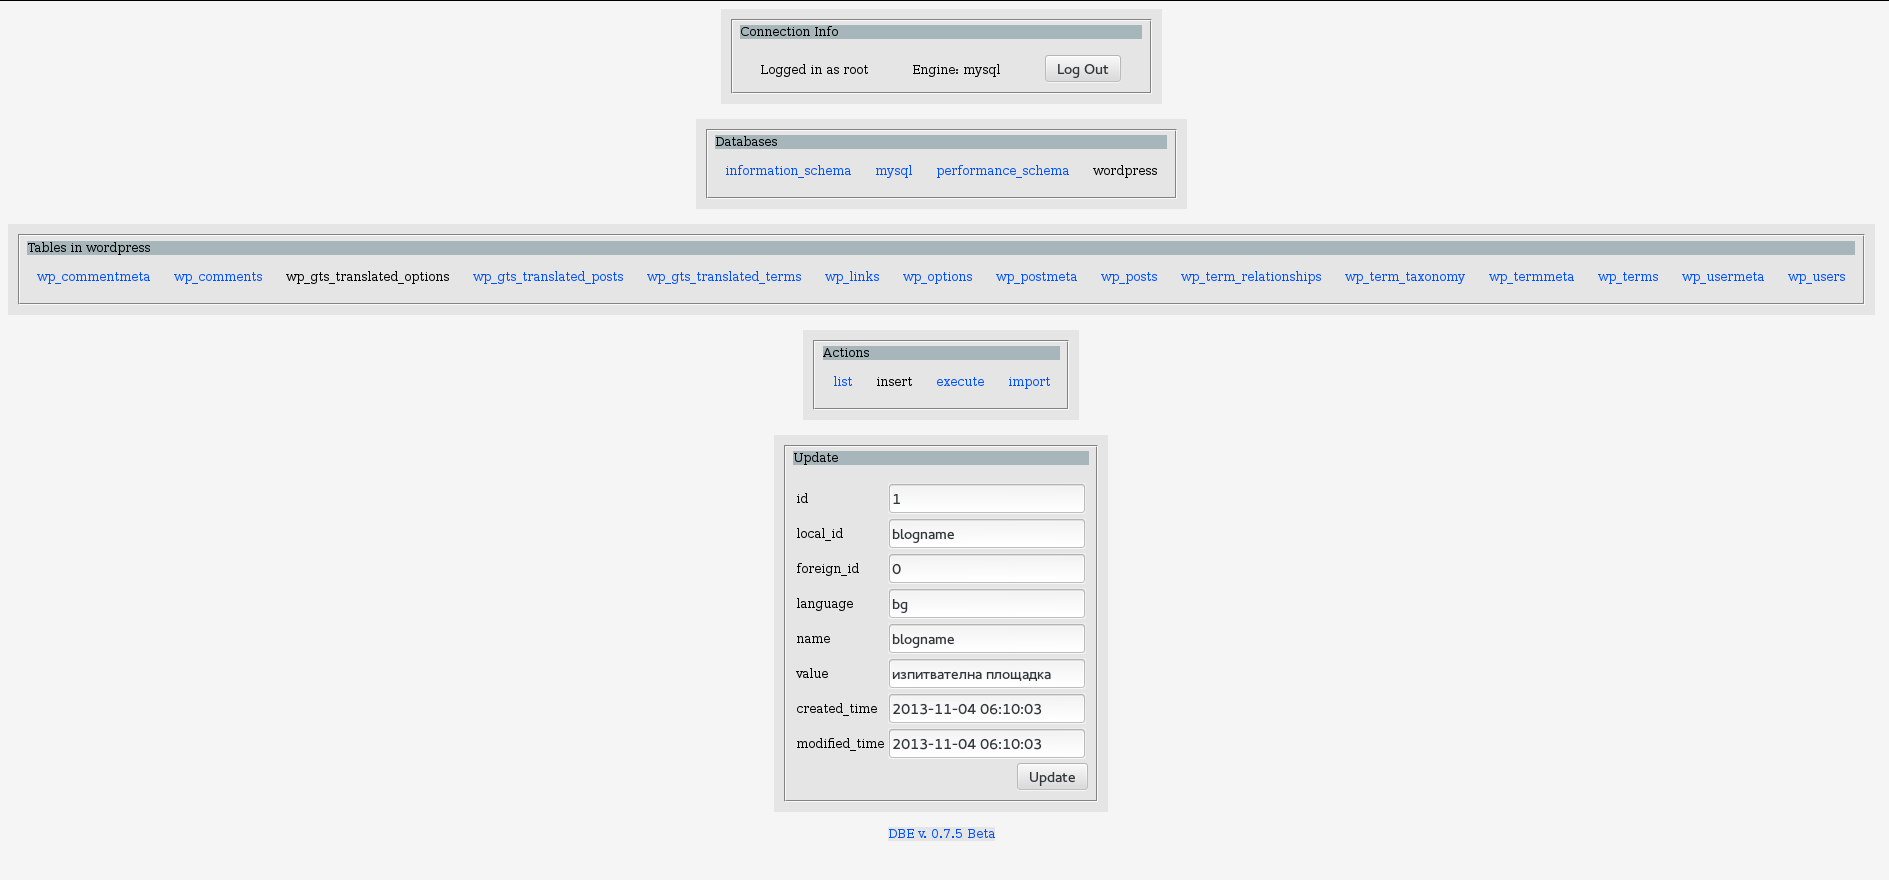 Connection Info
Logged in as root Engine: mysql Log Out
Databases
information_schema mysql performance_schema wordpress
Tables in wordpress
wp_commentmeta wp_comments wp_gts_translated_options wp_gts_translated_posts wp_gts_translated_terms wp_links wp_options wp_postmeta wp_posts wp_term_relationships wp_term_taxonomy wp_termmeta wp_terms wp_usermeta wp_users
Actions
list insert execute import
Update
id 1
local_id blogname
foreign_id 0
language bg
name blogname
value изпитвателна площадка
created_time 2013-11-04 06:10:03
modified_time 2013-11-04 06:10:03
Update
DBE v. 0.7.5 Beta